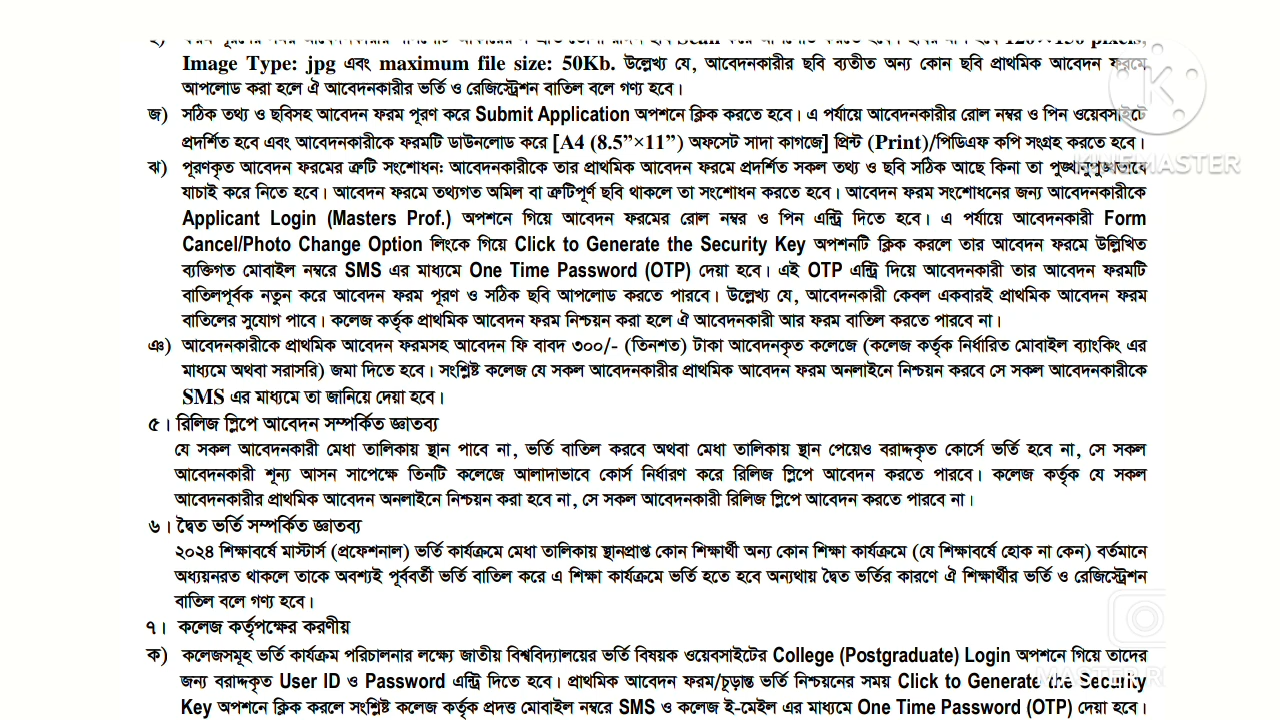 Image Type: jpg এবং maximum file size: 50Kb. উল্লেখ্য যে, আবেদনকারীর ছবি ব্যতীত অন্য কোন ছবি প্রাথমিক আবেদন ফরমে
আপলোড করা হলে ঐ আবেদনকারীর ভর্তি ও রেজিস্ট্রেশন বাতিল বলে গণ্য হবে।
জ) সঠিক তথ্য ও ছবিসহ আবেদন ফরম পূরণ করে Submit Application অপশনে ক্লিক করতে হবে। এ পর্যায়ে আবেদনকারীর রোল নম্বর ও পিন ওয়েবসাইটে
প্রদর্শিত হবে এবং আবেদনকারীকে ফরমটি ডাউনলোড করে [A4 (8.5”×11”) অফসেট সাদা কাগজে] প্রিন্ট (Print)/পিডিএফ কপি সংগ্রহ করতে হবে।
ঝ) পূরণকৃত আবেদন ফরমের ত্রুটি সংশোধন: আবেদনকারীকে তার প্রাথমিক আবেদন ফরমে প্রদর্শিত সকল তথ্য ও ছবি সঠিক আছে কিনা তা পুঙ্খানুপুঙ্খভাবে
যাচাই করে নিতে হবে। আবেদন ফরমে তথ্যগত অমিল বা ত্রুটিপূর্ণ ছবি থাকলে তা সংশোধন করতে হবে। আবেদন ফরম সংশোধনের জন্য আবেদনকারীকে
Applicant Login (Masters Prof.) অপশনে গিয়ে আবেদন ফরমের রোল নম্বর ও পিন এন্ট্রি দিতে হবে। এ পর্যায়ে আবেদনকারী Form
Cancel/Photo Change Option লিংকে গিয়ে Click to Generate the Security Key অপশনটি ক্লিক করলে তার আবেদন ফরমে উল্লিখিত
ব্যক্তিগত মোবাইল নম্বরে SMS এর মাধ্যমে One Time Password (OTP) দেয়া হবে। এই OTP এন্ট্রি দিয়ে আবেদনকারী তার আবেদন ফরমটি
বাতিলপূর্বক নতুন করে আবেদন ফরম পূরণ ও সঠিক ছবি আপলোড করতে পারবে। উল্লেখ্য যে, আবেদনকারী কেবল একবারই প্রাথমিক আবেদন ফরম
বাতিলের সুযোগ পাবে। কলেজ কর্তৃক প্রাথমিক আবেদন ফরম নিশ্চয়ন করা হলে ঐ আবেদনকারী আর ফরম বাতিল করতে পারবে না।
ঞ) আবেদনকারীকে প্রাথমিক আবেদন ফরমসহ আবেদন ফি বাবদ ৩০০/- (তিনশত) টাকা আবেদনকৃত কলেজে (কলেজ কর্তৃক নির্ধারিত মোবাইল ব্যাংকিং এর
মাধ্যমে অথবা সরাসরি) জমা দিতে হবে। সংশ্লিষ্ট কলেজ যে সকল আবেদনকারীর প্রাথমিক আবেদন ফরম অনলাইনে নিশ্চয়ন করবে সে সকল আবেদনকারীকে
SMS এর মাধ্যমে তা জানিয়ে দেয়া হবে।
৫। রিলিজ স্লিপে আবেদন সম্পর্কিত জ্ঞাতব্য
যে সকল আবেদনকারী মেধা তালিকায় স্থান পাবে না, ভর্তি বাতিল করবে অথবা মেধা তালিকায় স্থান পেয়েও বরাদ্দকৃত কোর্সে ভর্তি হবে না, সে সকল
আবেদনকারী শূন্য আসন সাপেক্ষে তিনটি কলেজে আলাদাভাবে কোর্স নির্ধারণ করে রিলিজ স্লিপে আবেদন করতে পারবে। কলেজ কর্তৃক যে সকল
আবেদনকারীর প্রাথমিক আবেদন অনলাইনে নিশ্চয়ন করা হবে না, সে সকল আবেদনকারী রিলিজ স্লিপে আবেদন করতে পারবে না।
৬। দ্বৈত ভর্তি সম্পর্কিত জ্ঞাতব্য
২০২৪ শিক্ষাবর্ষে মাস্টার্স (প্রফেশনাল) ভর্তি কার্যক্রমে মেধা তালিকায় স্থানপ্রাপ্ত কোন শিক্ষার্থী অন্য কোন শিক্ষা কার্যক্রমে (যে শিক্ষাবর্ষে হোক না কেন) বর্তমানে
অধ্যয়নরত থাকলে তাকে অবশ্যই পূর্ববর্তী ভর্তি বাতিল করে এ শিক্ষা কার্যক্রমে ভর্তি হতে হবে অন্যথায় দ্বৈত ভর্তির কারণে ঐ শিক্ষার্থীর ভর্তি ও রেজিস্ট্রেশন
বাতিল বলে গণ্য হবে।
৭। কলেজ কর্তৃপক্ষের করণীয়
ক) কলেজসমূহ ভর্তি কার্যক্রম পরিচালনার লক্ষ্যে জাতীয় বিশ্ববিদ্যালয়ের ভর্তি বিষয়ক ওয়েবসাইটের College (Postgraduate) Login অপশনে গিয়ে তাদের
জন্য বরাদ্দকৃত User ID ও Password এন্ট্রি দিতে হবে। প্রাথমিক আবেদন ফরম/চূড়ান্ত ভর্তি নিশ্চয়নের সময় Click to Generate the Security
Key অপশনে ক্লিক করলে সংশ্লিষ্ট কলেজ কর্তৃক প্রদত্ত মোবাইল নম্বরে SMS ও কলেজ ই-মেইল এর মাধ্যমে One Time Password (OTP) দেয়া হবে।
KINEMASTER